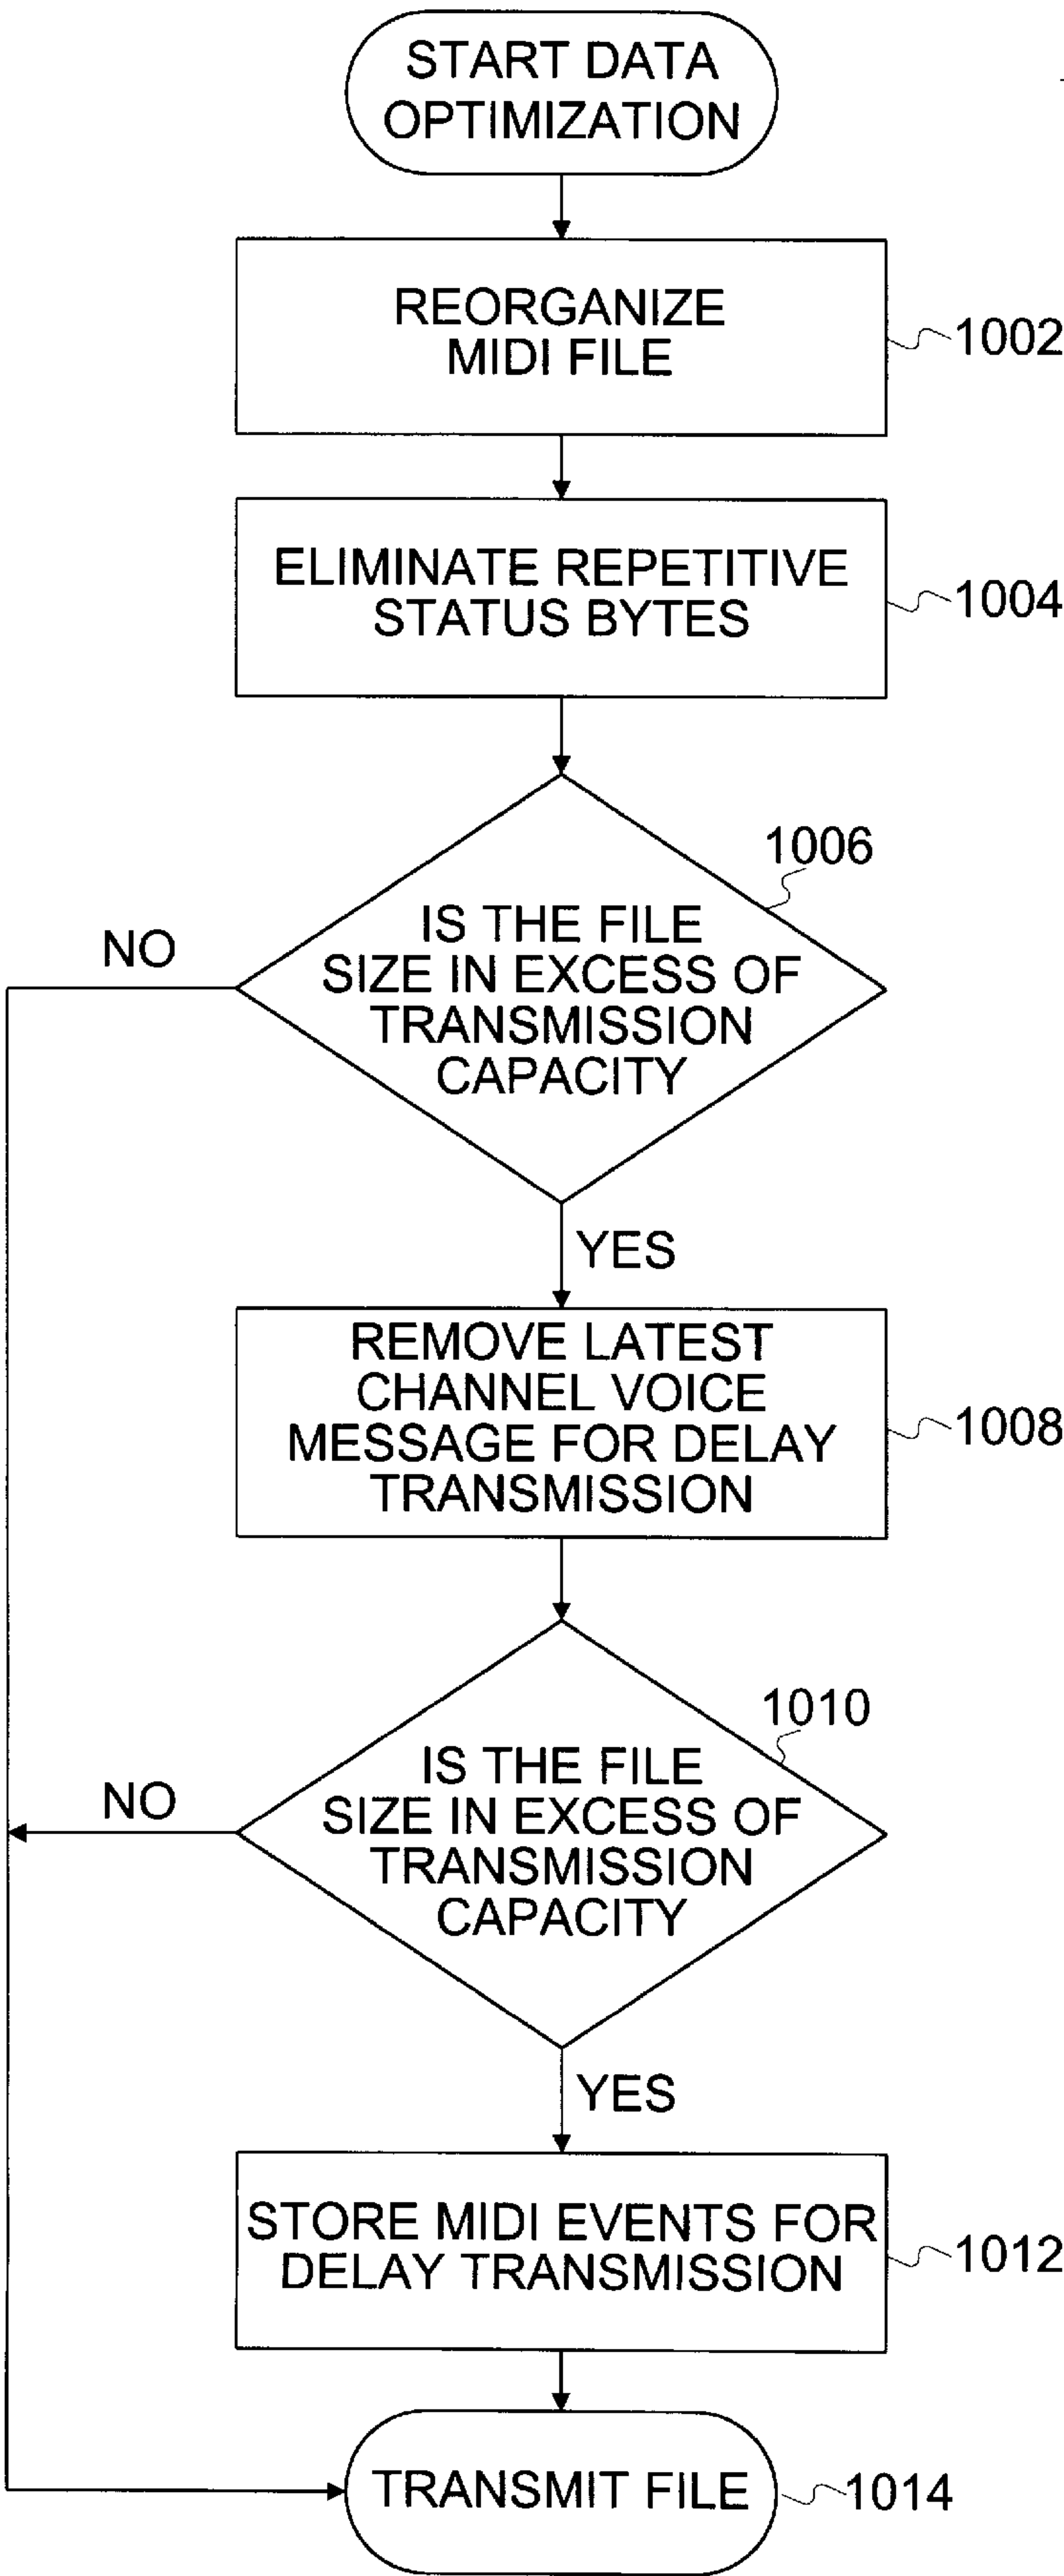 START DATA
OPTIMIZATION
REORGANIZE
MIDI FILE
1002
ELIMINATE REPETITIVE
STATUS BYTES
1004
1006
IS THE FILE
SIZE IN EXCESS OF
TRANSMISSION
CAPACITY
NO
YES
REMOVE LATEST
CHANNEL VOICE
MESSAGE FOR DELAY
TRANSMISSION
1008
1010
IS THE FILE
SIZE IN EXCESS OF
TRANSMISSION
CAPACITY
NO
YES
STORE MIDI EVENTS FOR
DELAY TRANSMISSION
1012
TRANSMIT FILE
1014